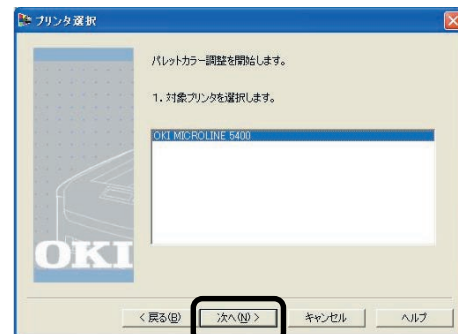 プリンタ選択
パレットカラー調整を開始します。
1. 対象プリンタを選択します。
OKI MICROLINE 5400
OKI
< 戻る(B) 次へ(N) > キャンセル ヘルプ